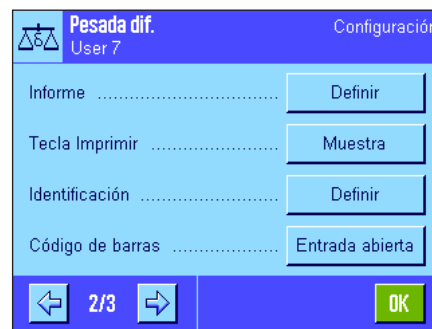 Pesada dif. Configuración
User 7
Informe ................................ Definir
Tecla Imprimir ...................... Muestra
Identificación ........................ Definir
Código de barras .................. Entrada abierta
2/3 OK